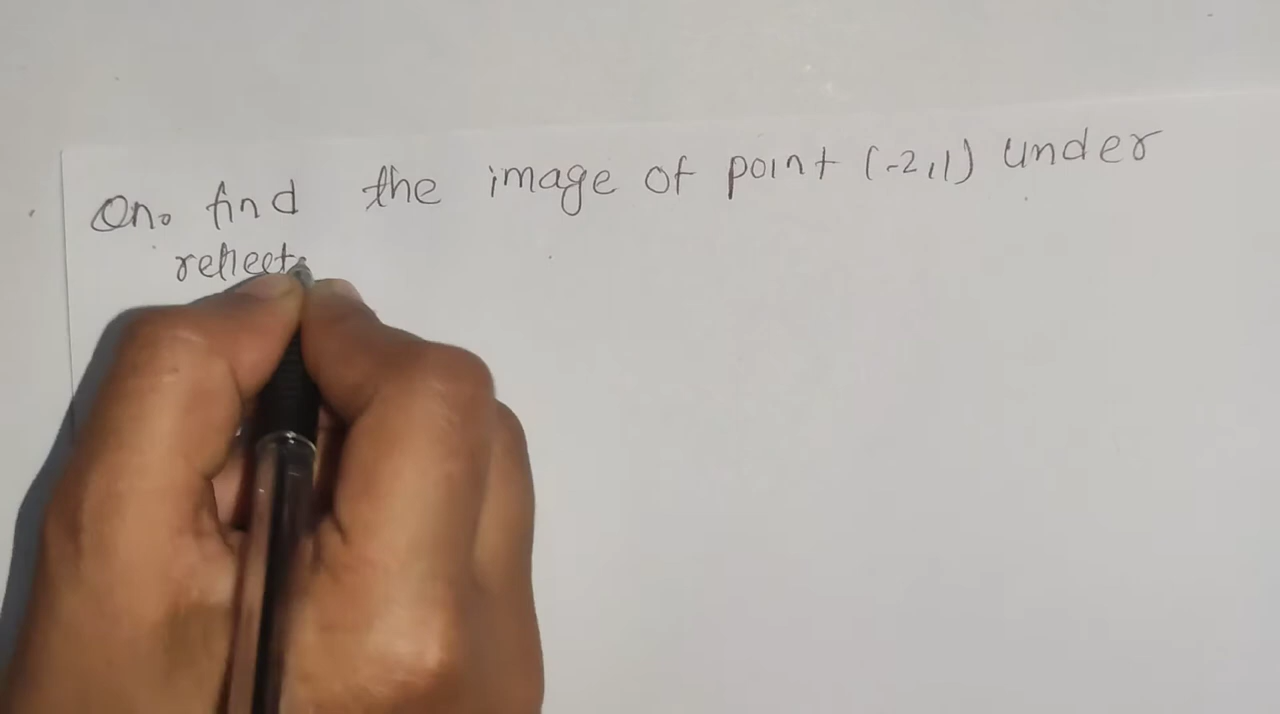 Qn. find the image of point (-2,1) under
reflect